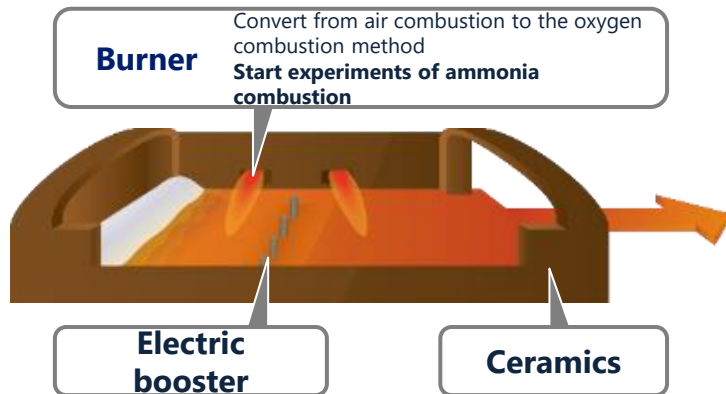 Burner
Convert from air combustion to the oxygen
combustion method
Start experiments of ammonia
combustion
Electric
booster
Ceramics